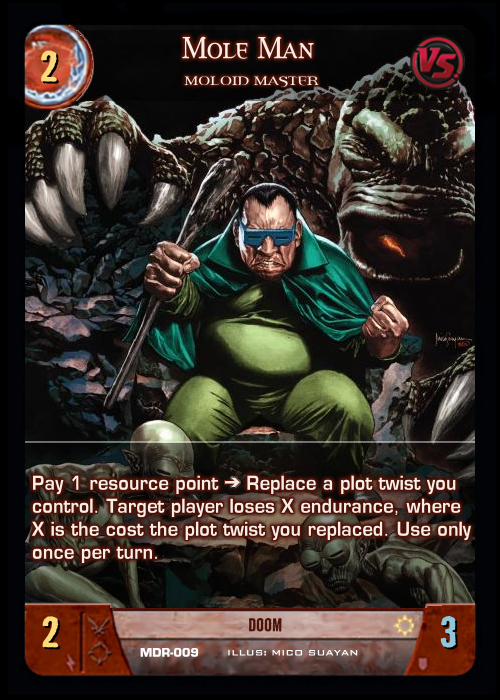 2
MOLE MAN
MOLOID MASTER
VS
Pay 1 resource point ➔ Replace a plot twist you
control. Target player loses X endurance, where
X is the cost the plot twist you replaced. Use only
once per turn.
2
DOOM
3
MDR-009 ILLUS: MICO SUAYAN